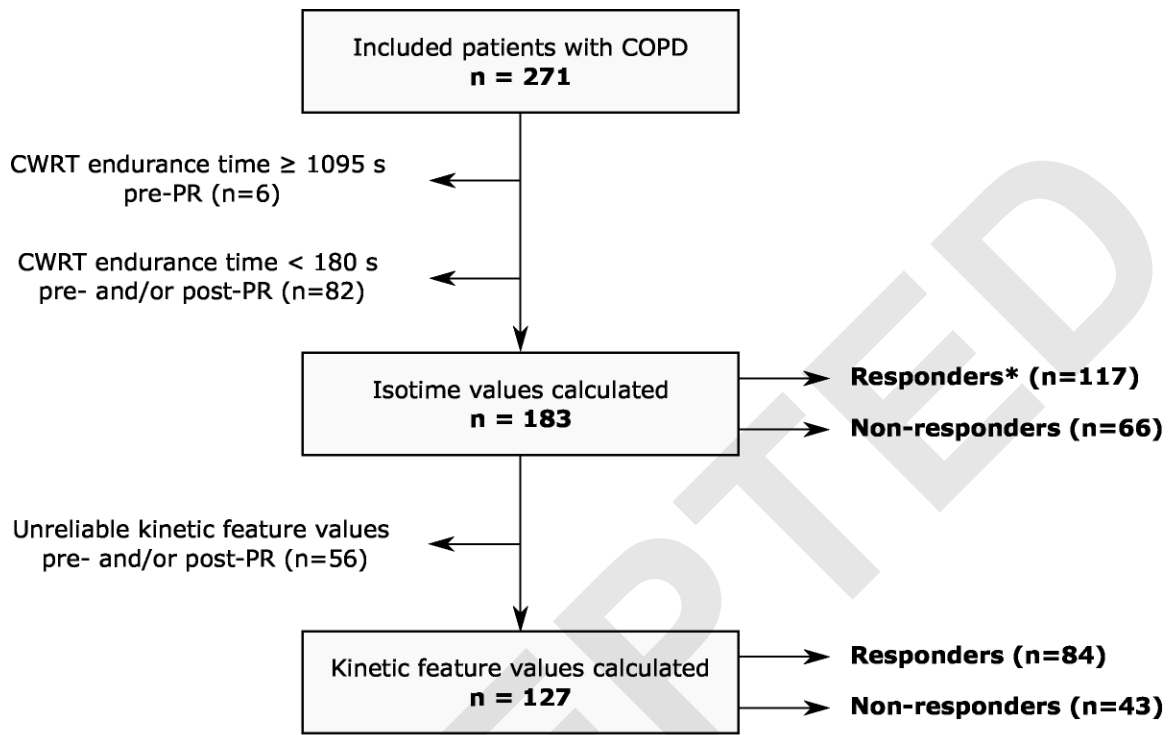 Included patients with COPD
n = 271
CWRT endurance time ≥ 1095 s
pre-PR (n=6)
CWRT endurance time < 180 s
pre- and/or post-PR (n=82)
Isotime values calculated
n = 183
Responders* (n=117)
Non-responders (n=66)
Unreliable kinetic feature values
pre- and/or post-PR (n=56)
Kinetic feature values calculated
n = 127
Responders (n=84)
Non-responders (n=43)
EPTED